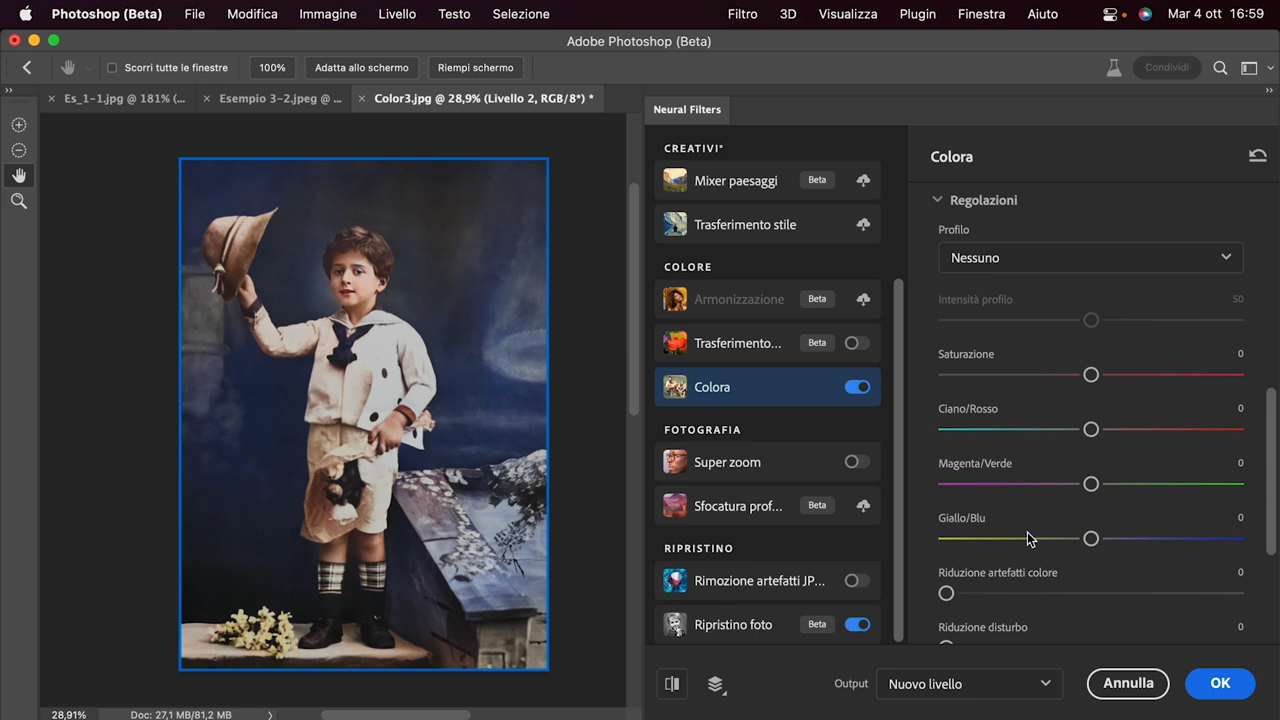 Photoshop (Beta) File Modifica Immagine Livello Testo Selezione Filtro 3D Visualizza Plugin Finestra Aiuto Mar 4 ott 16:59
Adobe Photoshop (Beta)
Scorri tutte le finestre 100% Adatta allo schermo Riempi schermo Condividi
Es_1-1.jpg @ 181% (... Esempio 3-2.jpeg @ ... Color3.jpg @ 28,9% (Livello 2, RGB/8*) *
Neural Filters
CREATIVI*
Mixer paesaggi Beta
Trasferimento stile
COLORE
Armonizzazione Beta
Trasferimento... Beta
Colora
FOTOGRAFIA
Super zoom
Sfocatura prof... Beta
RIPRISTINO
Rimozione artefatti JP...
Ripristino foto Beta
Colora
Regolazioni
Profilo
Nessuno
Intensità profilo 50
Saturazione 0
Ciano/Rosso 0
Magenta/Verde 0
Giallo/Blu 0
Riduzione artefatti colore 0
Riduzione disturbo 0
Output Nuovo livello Annulla OK
28,91% Doc: 27,1 MB/81,2 MB